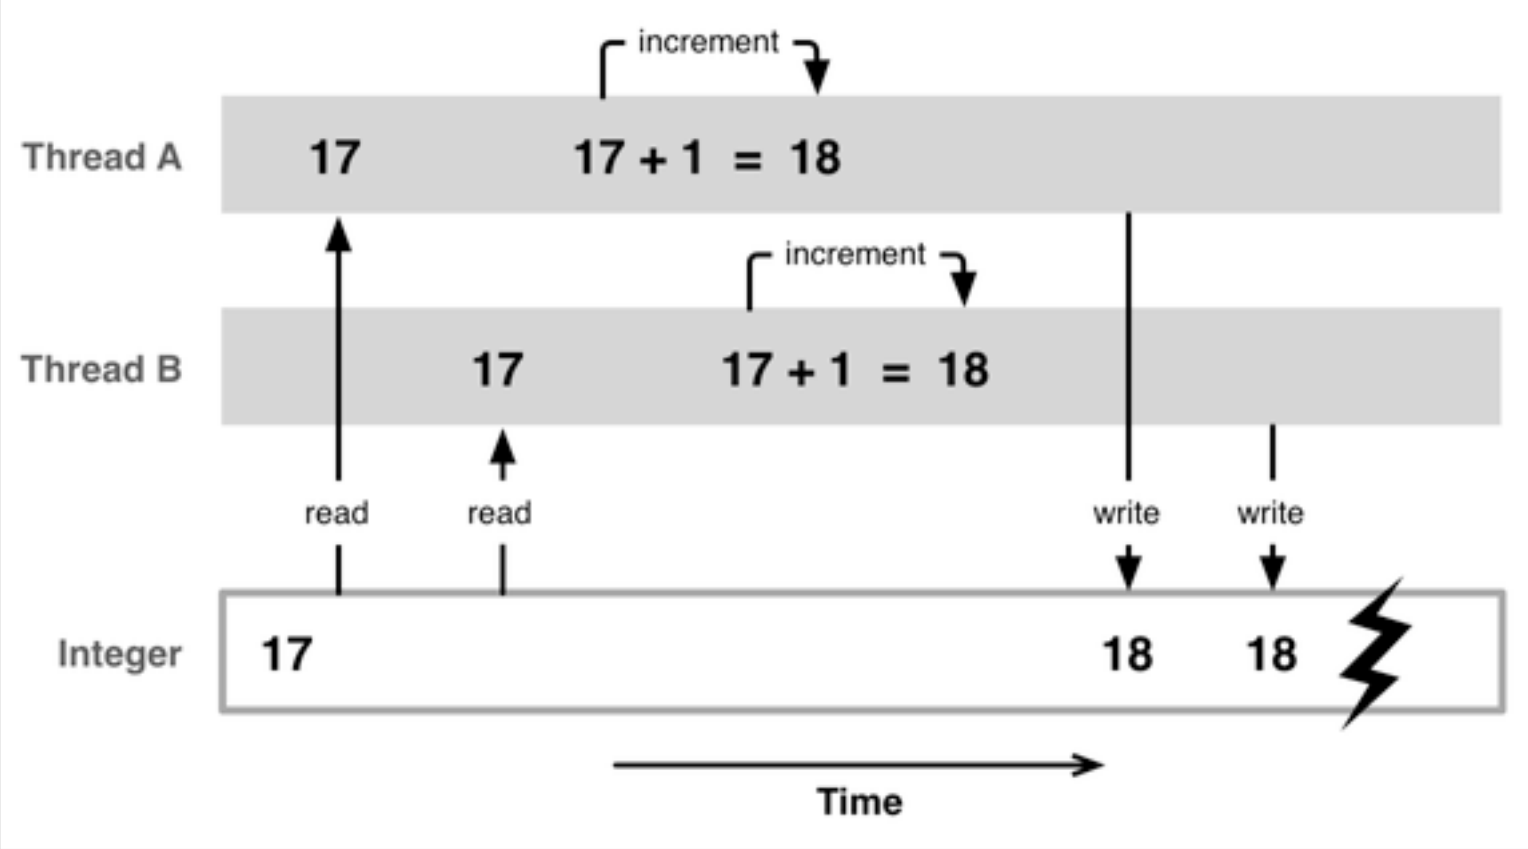 increment
Thread A 17 17 + 1 = 18
increment
Thread B 17 17 + 1 = 18
read read write write
Integer 17 18 18
Time